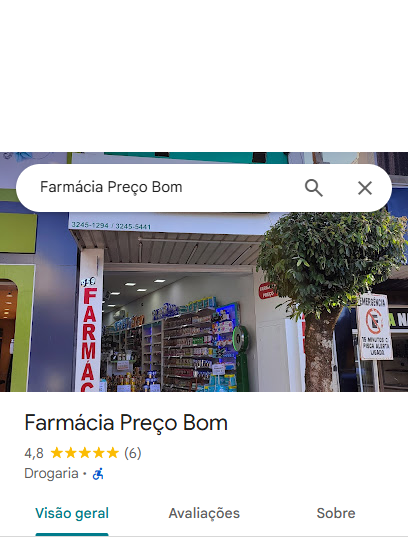 Farmácia Preço Bom
3245-1294 / 3245-5441
FARMAC
EMERGÊNCIA
15 MINUTOS C/
PISCA ALERTA
LIGADO
Farmácia Preço Bom
4,8 (6)
Drogaria •
Visão geral
Avaliações
Sobre